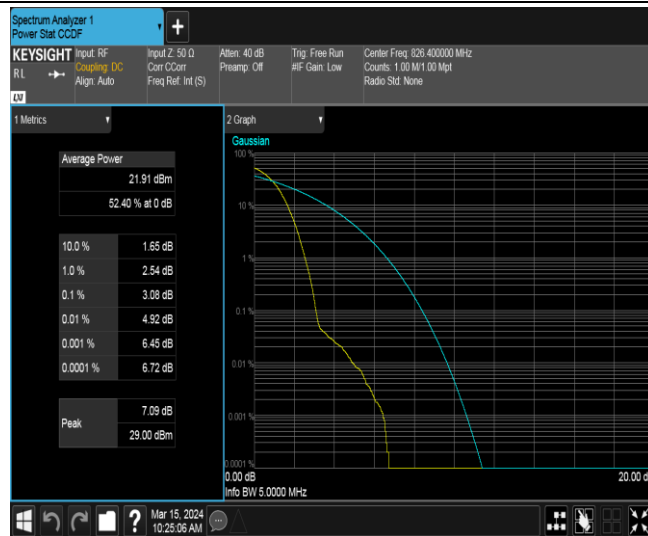 Spectrum Analyzer 1
Power Stat CCDF
+
KEYSIGHT
RL
LXI
Input: RF
Coupling: DC
Align: Auto
Input Z: 50 Ω
Corr CCorr
Freq Ref: Int (S)
Atten: 40 dB
Preamp: Off
Trig: Free Run
#IF Gain: Low
Center Freq: 826.400000 MHz
Counts: 1.00 M/1.00 Mpt
Radio Std: None
1 Metrics
Average Power
21.91 dBm
52.40 % at 0 dB
10.0 % 1.65 dB
1.0 % 2.54 dB
0.1 % 3.08 dB
0.01 % 4.92 dB
0.001 % 6.45 dB
0.0001 % 6.72 dB
Peak
7.09 dB
29.00 dBm
2 Graph
Gaussian
100 %
10 %
1 %
0.1 %
0.01 %
0.001 %
0.0001 %
0.00 dB 20.00 d
Info BW 5.0000 MHz
?
Mar 15, 2024
10:25:06 AM